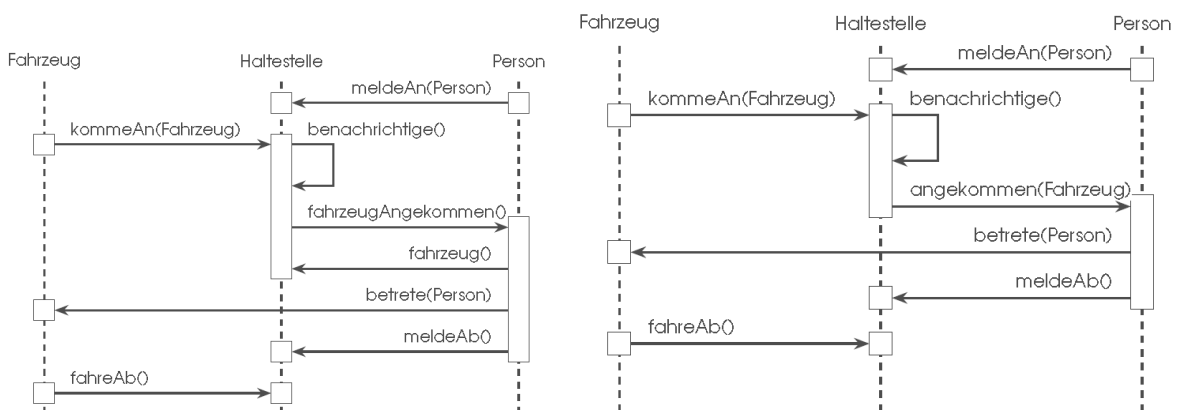 Fahrzeug
Haltestelle
Person
meldeAn(Person)
kommeAn(Fahrzeug)
benachrichtige()
fahrzeugAngekommen()
fahrzeug()
betrete(Person)
meldeAb()
fahreAb()
Fahrzeug
Haltestelle
Person
meldeAn(Person)
kommeAn(Fahrzeug)
benachrichtige()
angekommen(Fahrzeug)
betrete(Person)
meldeAb()
fahreAb()